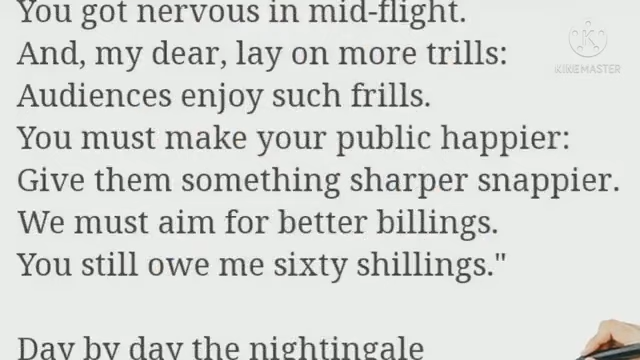 You got nervous in mid-flight.
And, my dear, lay on more trills:
Audiences enjoy such frills.
You must make your public happier:
Give them something sharper snappier.
We must aim for better billings.
You still owe me sixty shillings."
Day by day the nightingale
KINEMASTER